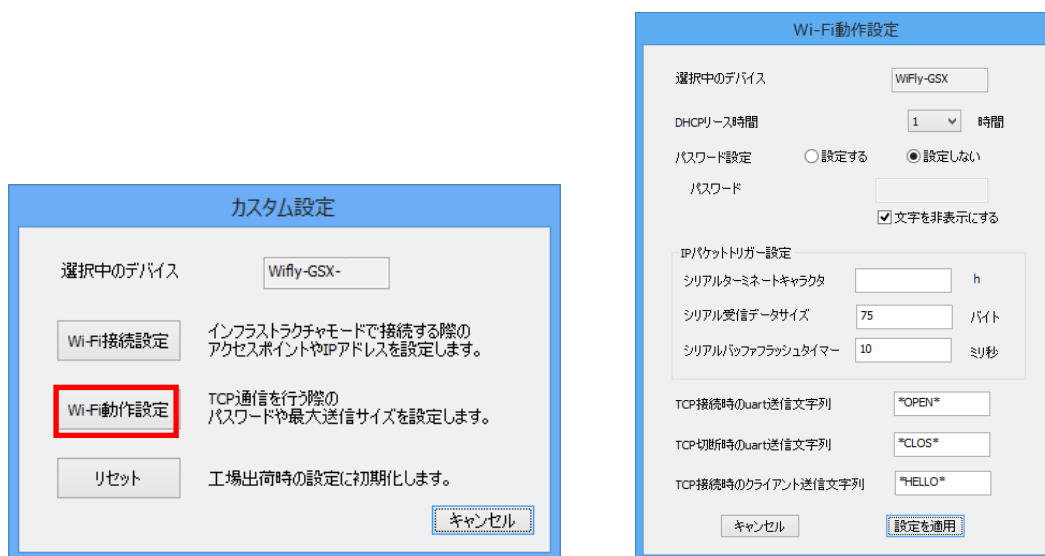 カスタム設定
選択中のデバイス Wifly-GSX-
Wi-Fi接続設定 インフラストラクチャモードで接続する際の
アクセスポイントやIPアドレスを設定します。
Wi-Fi動作設定 TCP通信を行う際の
パスワードや最大送信サイズを設定します。
リセット 工場出荷時の設定に初期化します。
キャンセル
Wi-Fi動作設定
選択中のデバイス WiFly-GSX
DHCPリース時間 1 時間
パスワード設定 設定する 設定しない
パスワード
文字を非表示にする
IPパケットトリガー設定
シリアルターミネートキャラクタ h
シリアル受信データサイズ 75 バイト
シリアルバッファフラッシュタイマー 10 ミリ秒
TCP接続時のuart送信文字列 *OPEN*
TCP切断時のuart送信文字列 *CLOS*
TCP接続時のクライアント送信文字列 *HELLO*
キャンセル 設定を適用